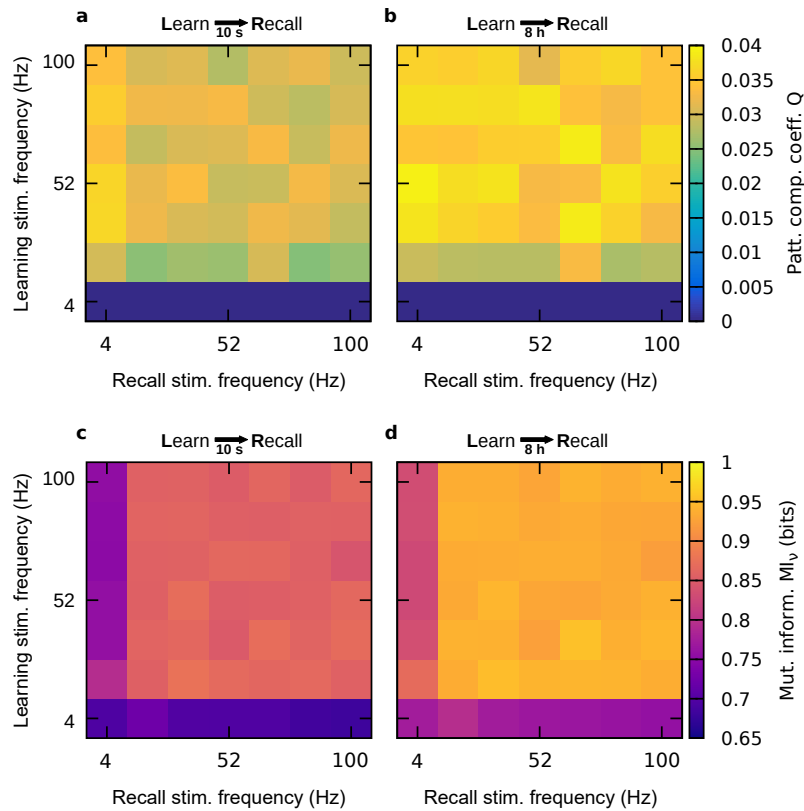 a
Learn 10 s Recall
b
Learn 8 h Recall
Learning stim. frequency (Hz)
100
52
4
4 52 100
Recall stim. frequency (Hz)
4 52 100
Recall stim. frequency (Hz)
0.04
0.035
0.03
0.025
0.02
0.015
0.01
0.005
0
Patt. comp. coeff. Q
c
Learn 10 s Recall
d
Learn 8 h Recall
Learning stim. frequency (Hz)
100
52
4
4 52 100
Recall stim. frequency (Hz)
4 52 100
Recall stim. frequency (Hz)
1
0.95
0.9
0.85
0.8
0.75
0.7
0.65
Mut. inform. MIν (bits)